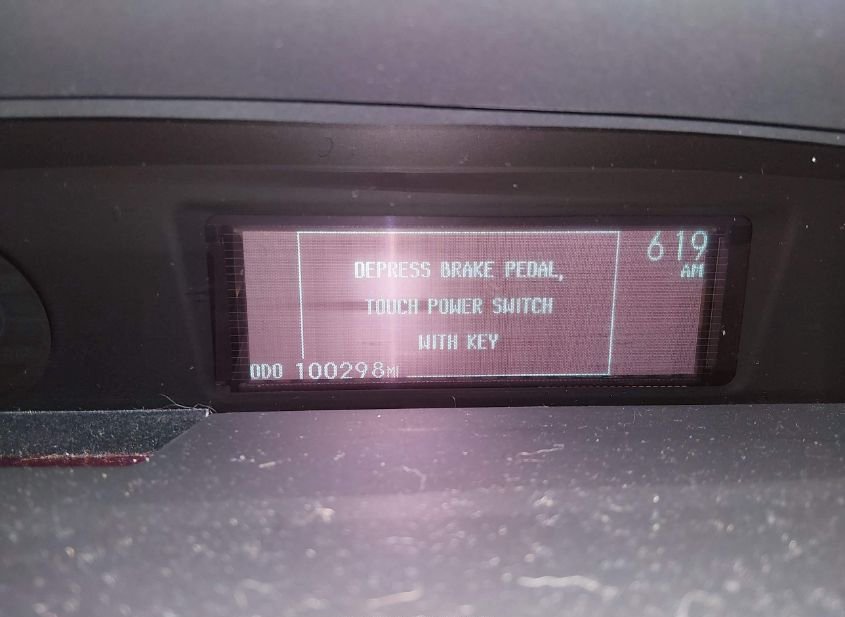 DEPRESS BRAKE PEDAL,
TOUCH POWER SWITCH
WITH KEY
619
AM
ODO 100298MI